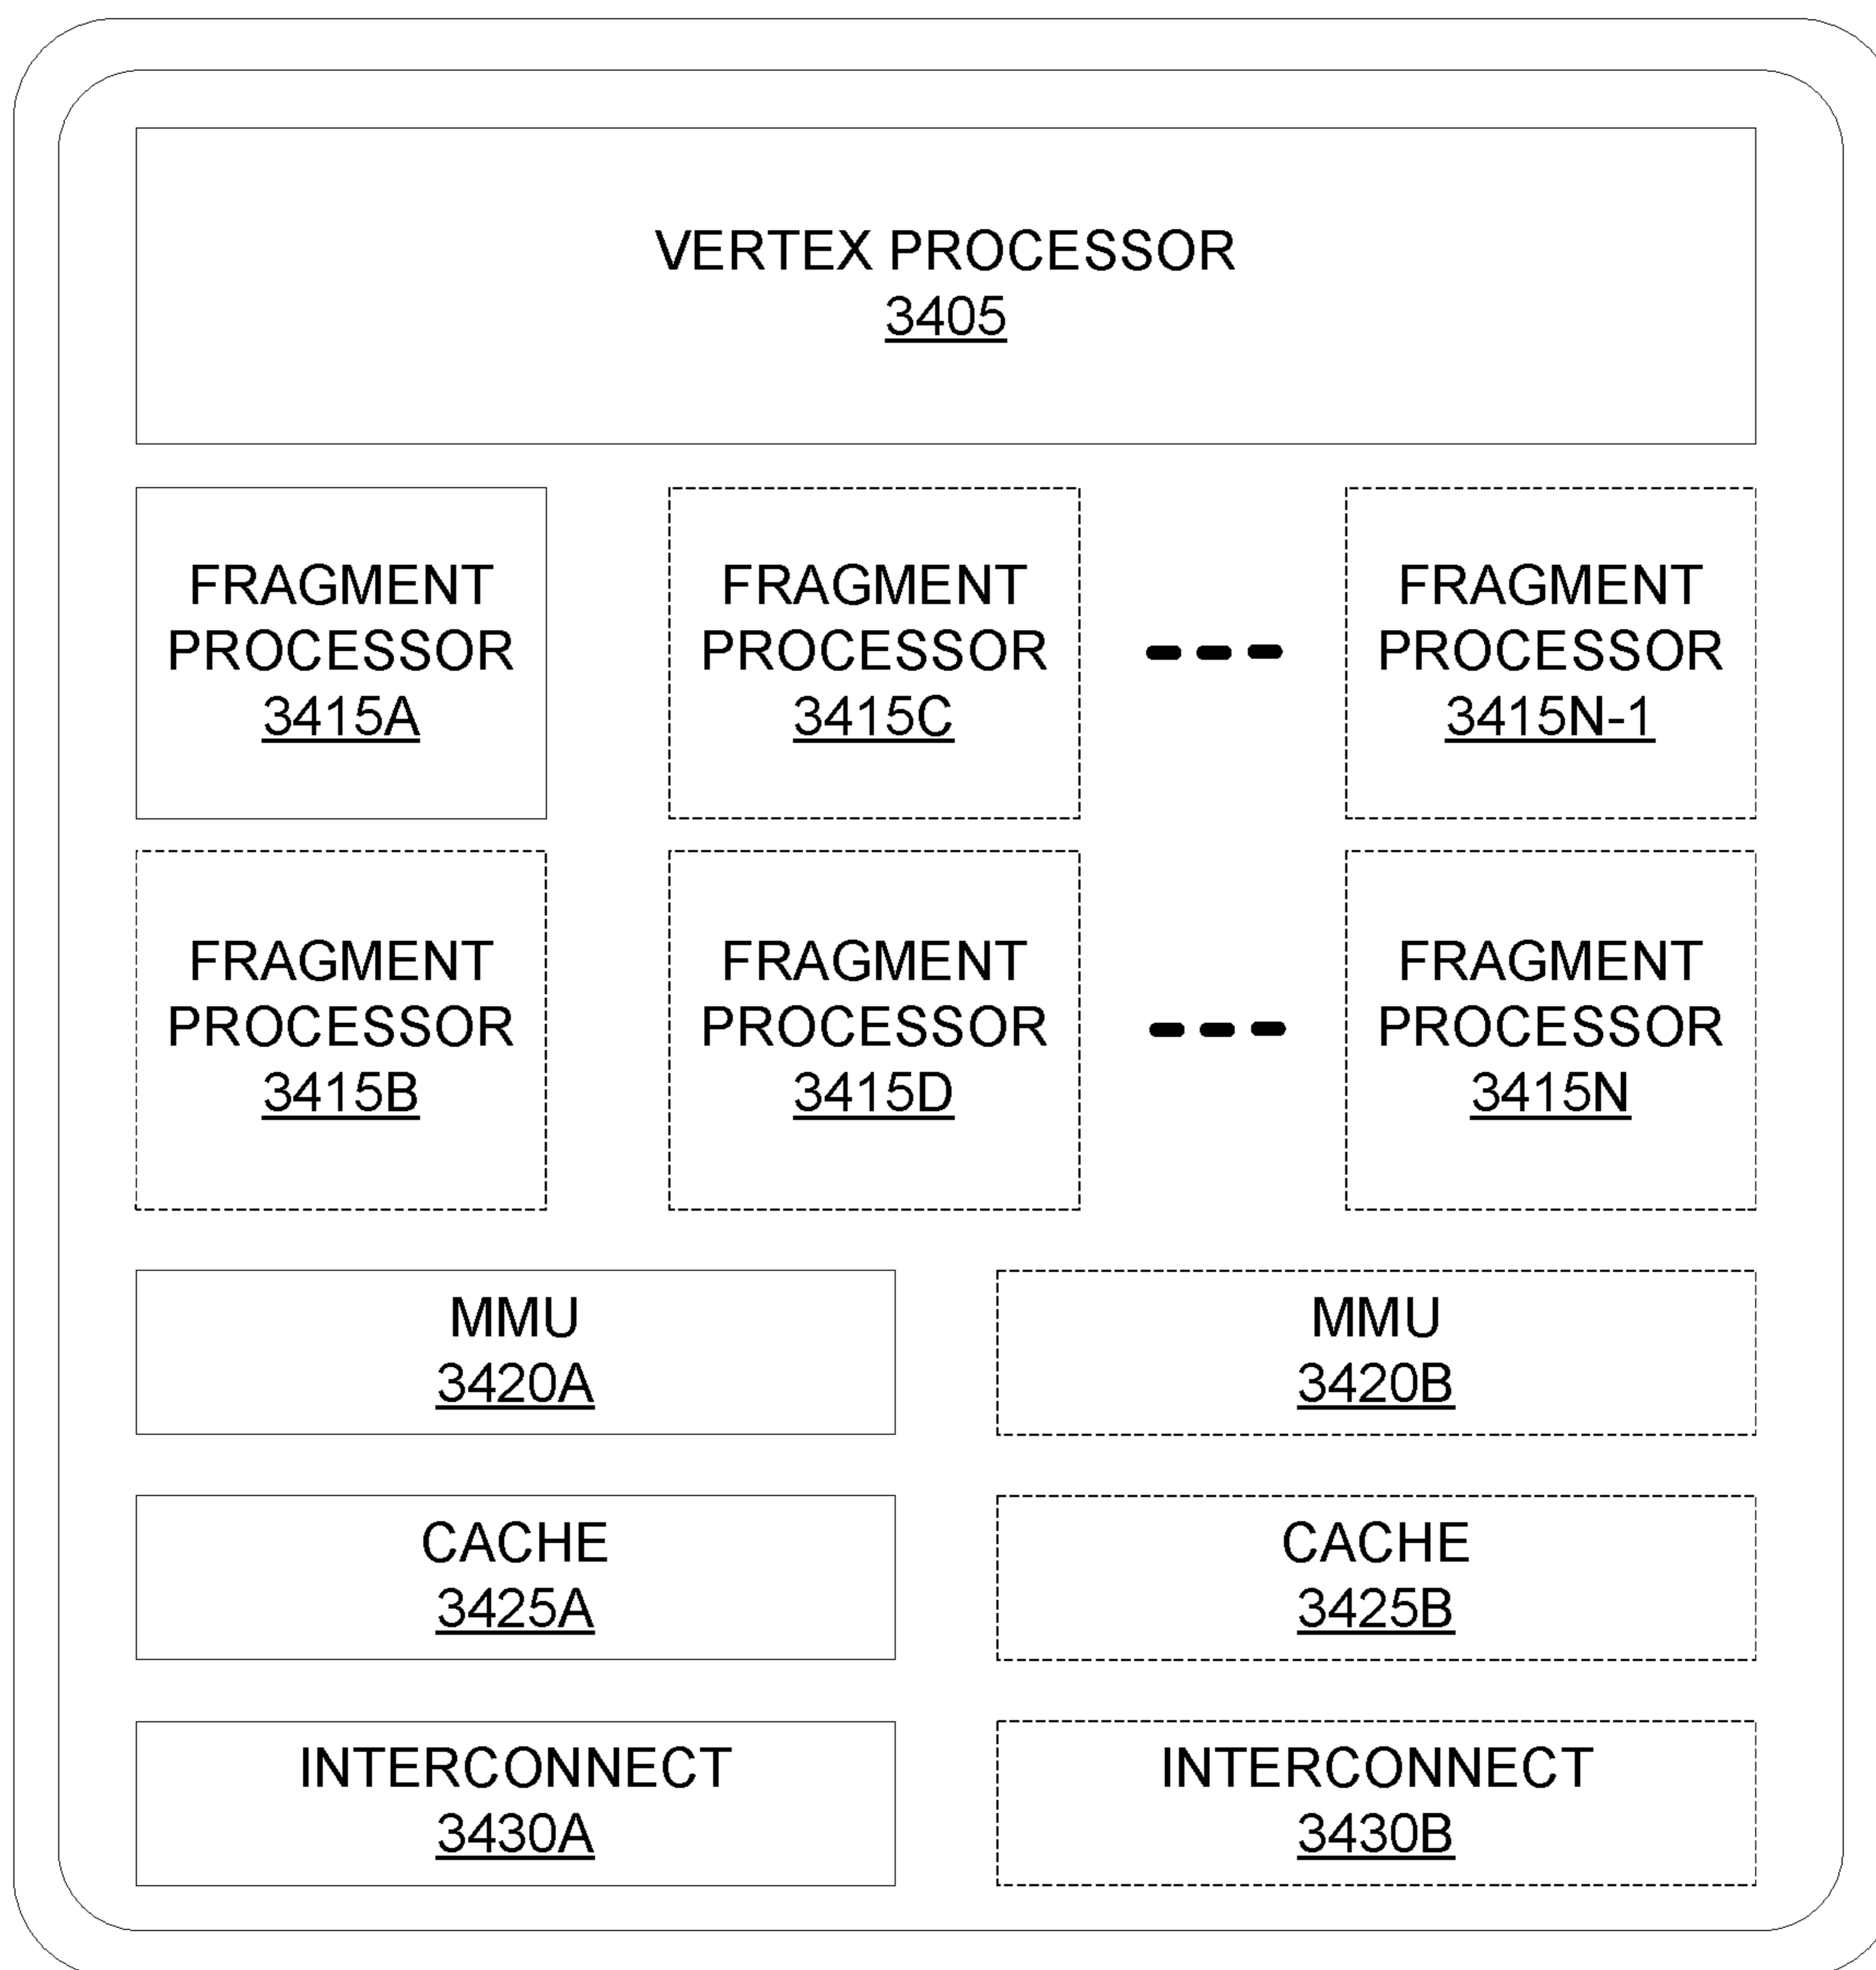 VERTEX PROCESSOR
3405
FRAGMENT
PROCESSOR
3415A
FRAGMENT
PROCESSOR
3415C
FRAGMENT
PROCESSOR
3415N-1
FRAGMENT
PROCESSOR
3415B
FRAGMENT
PROCESSOR
3415D
FRAGMENT
PROCESSOR
3415N
MMU
3420A
MMU
3420B
CACHE
3425A
CACHE
3425B
INTERCONNECT
3430A
INTERCONNECT
3430B